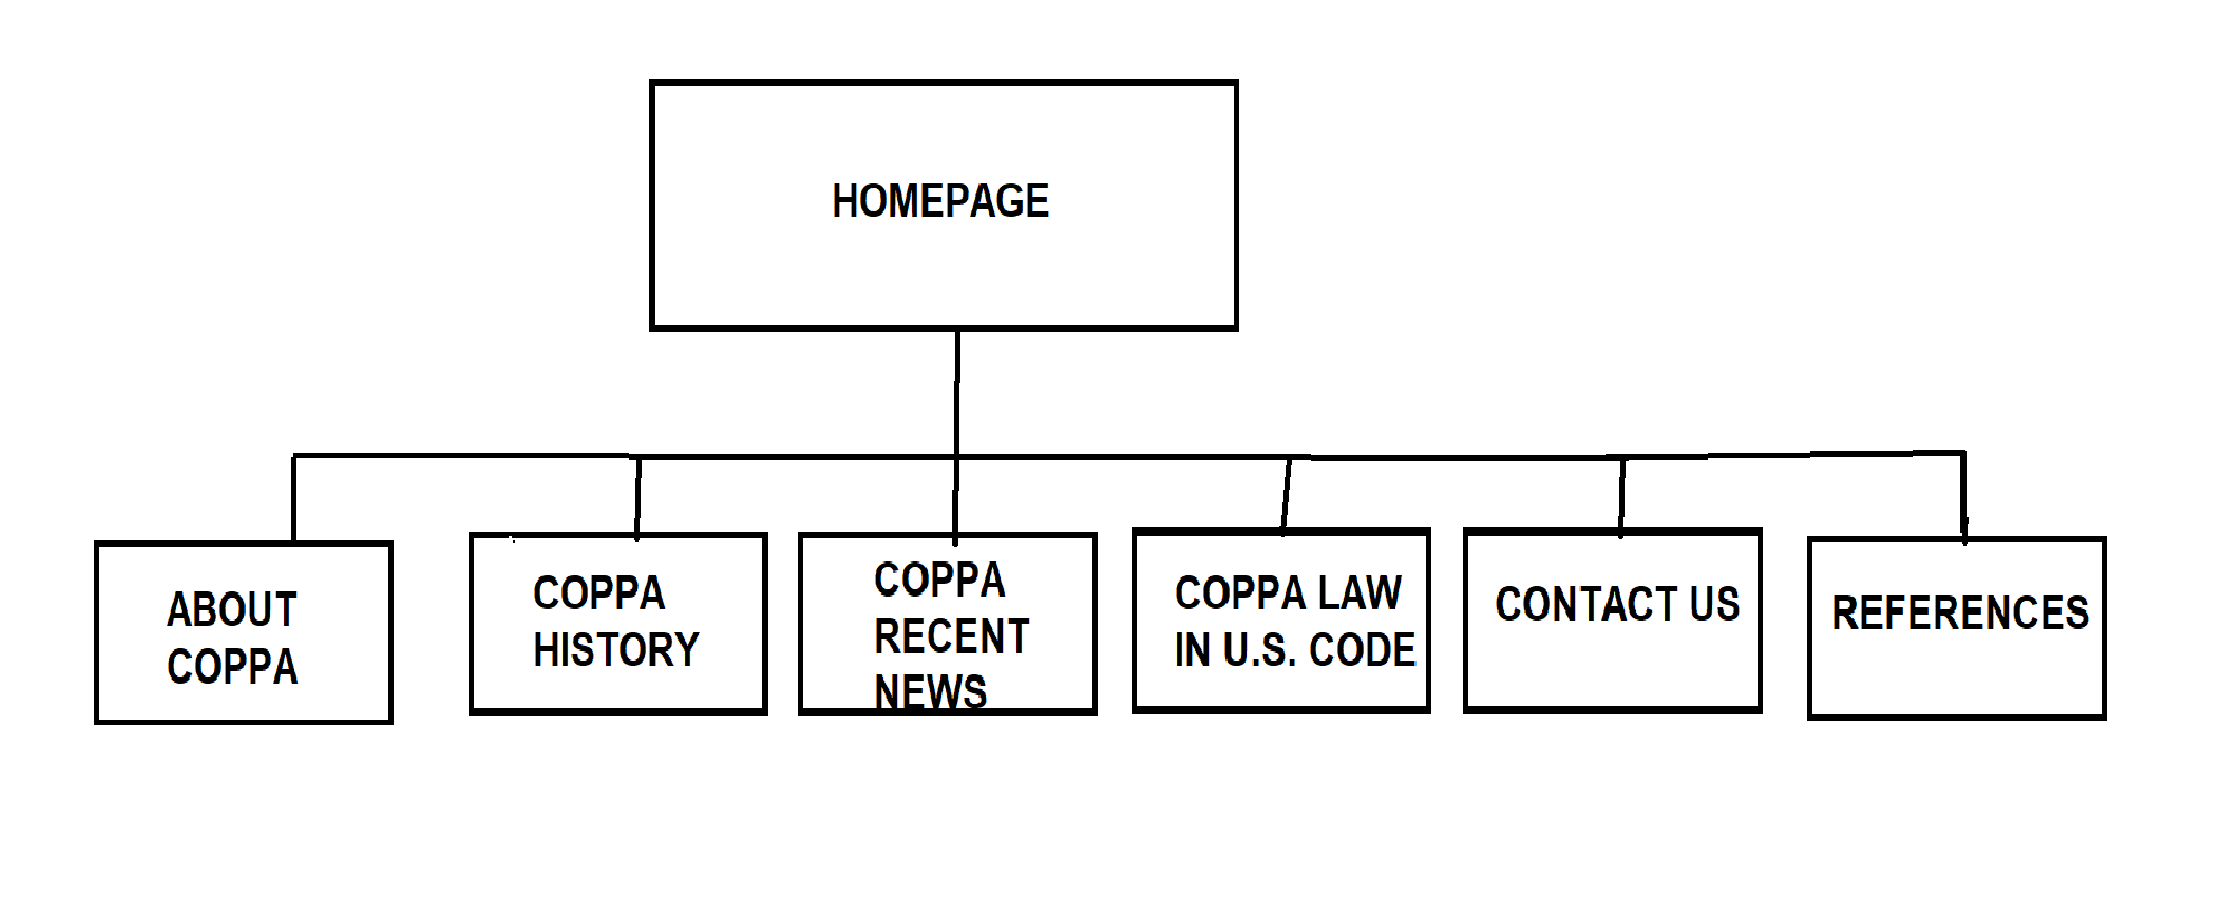 HOMEPAGE
ABOUT
COPPA
COPPA
HISTORY
COPPA
RECENT
NEWS
COPPA LAW
IN U.S. CODE
CONTACT US
REFERENCES